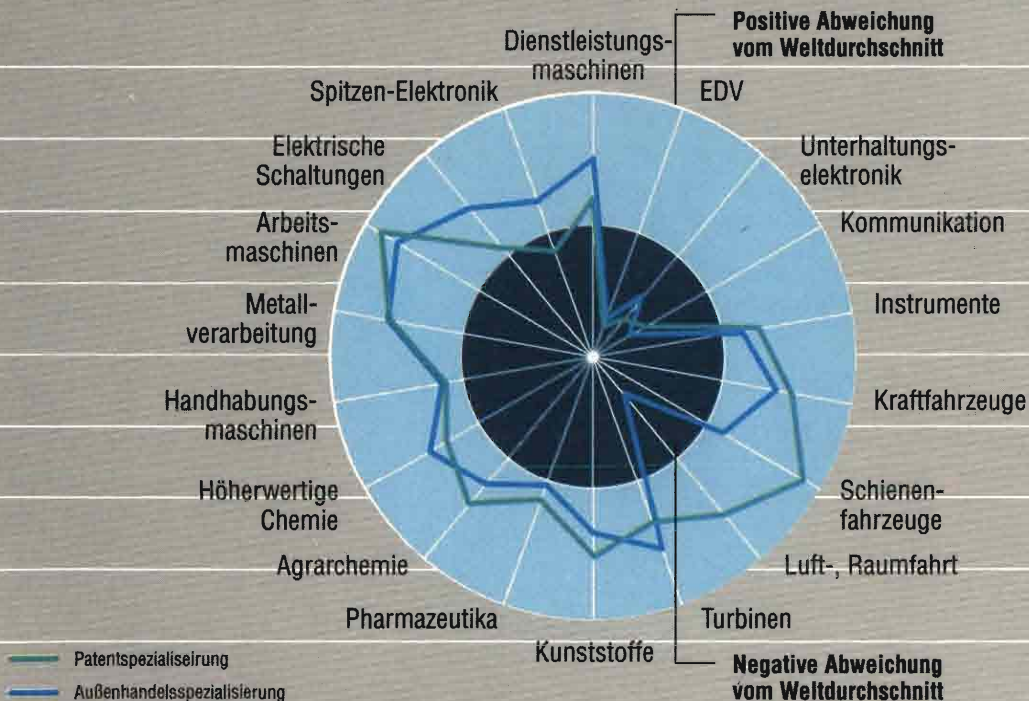 Positive Abweichung
vom Weltdurchschnitt
Dienstleistungs-
maschinen
EDV
Spitzen-Elektronik
Unterhaltungs-
elektronik
Elektrische
Schaltungen
Kommunikation
Arbeits-
maschinen
Instrumente
Metall-
verarbeitung
Kraftfahrzeuge
Handhabungs-
maschinen
Schienen-
fahrzeuge
Höherwertige
Chemie
Luft-, Raumfahrt
Agrarchemie
Turbinen
Pharmazeutika
Kunststoffe
Negative Abweichung
vom Weltdurchschnitt
Patentspezialiseirung
Außenhandelsspezialisierung